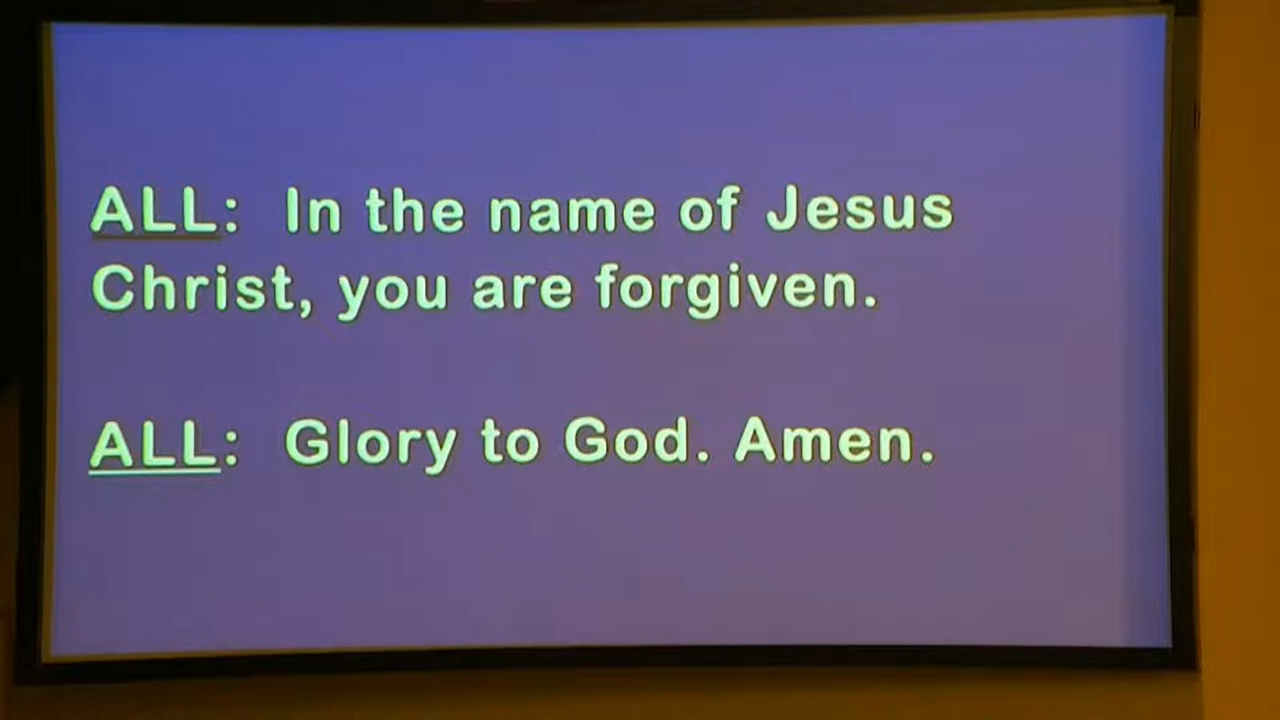 ALL: In the name of Jesus
Christ, you are forgiven.
ALL: Glory to God. Amen.